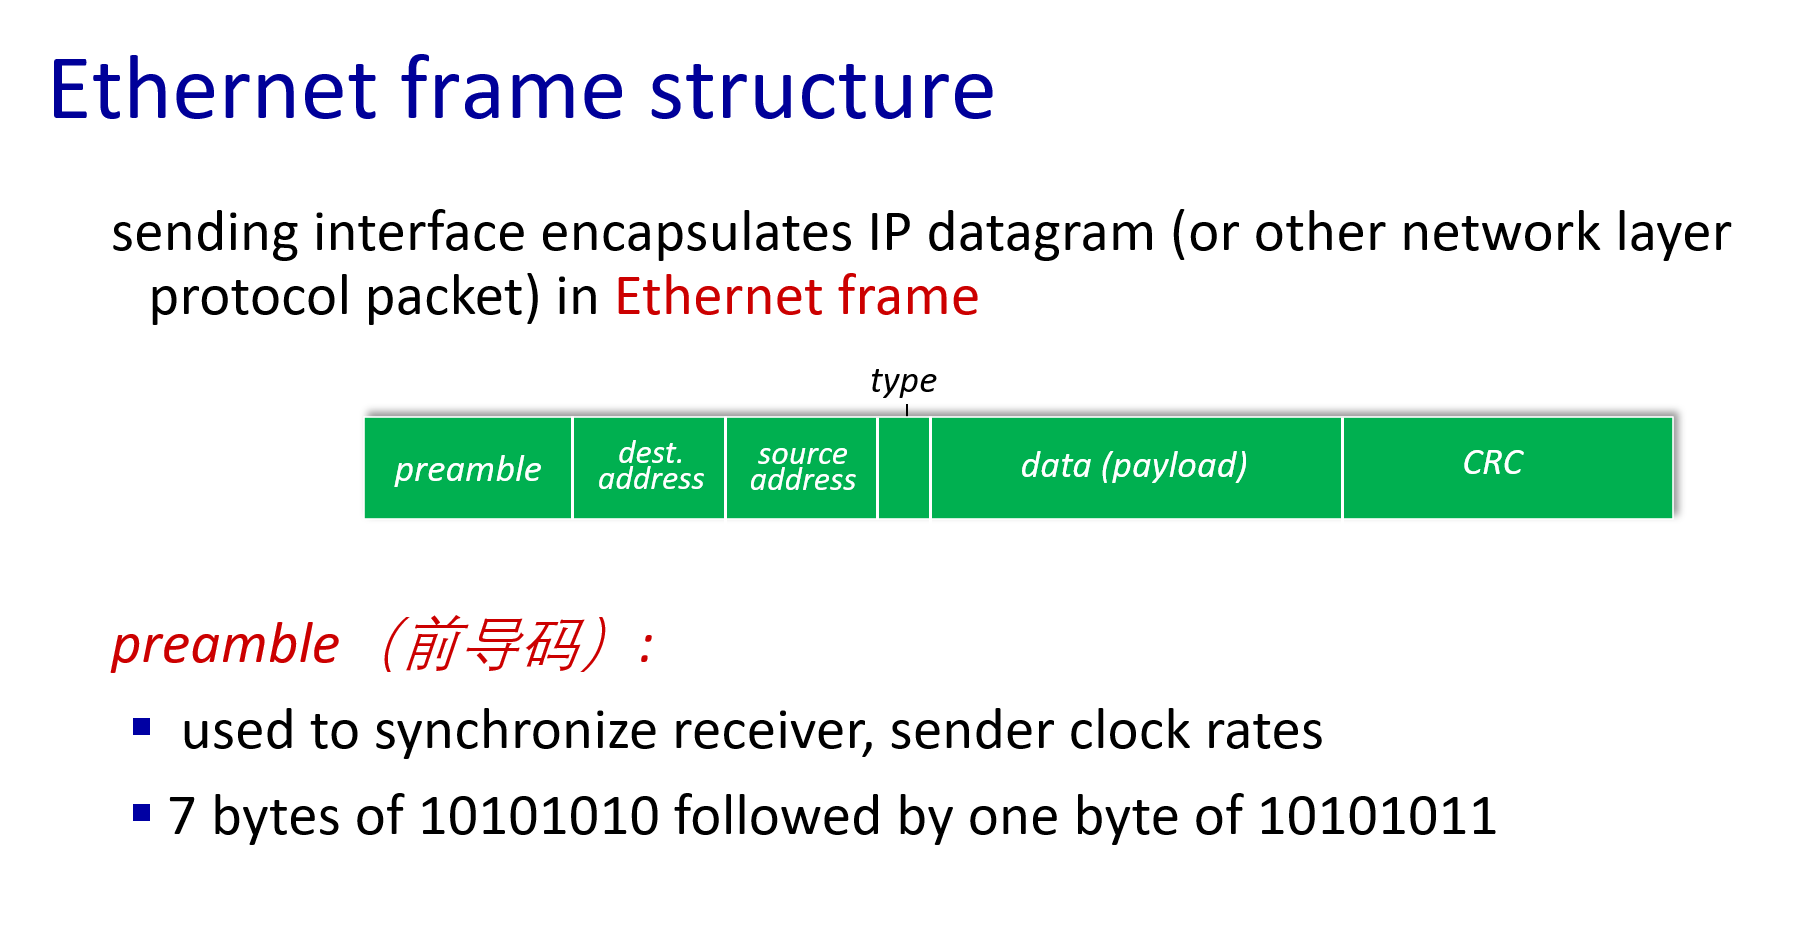 Ethernet frame structure
sending interface encapsulates IP datagram (or other network layer
protocol packet) in Ethernet frame
type
preamble
dest.
address
source
address
data (payload)
CRC
preamble（前导码）:
used to synchronize receiver, sender clock rates
7 bytes of 10101010 followed by one byte of 10101011